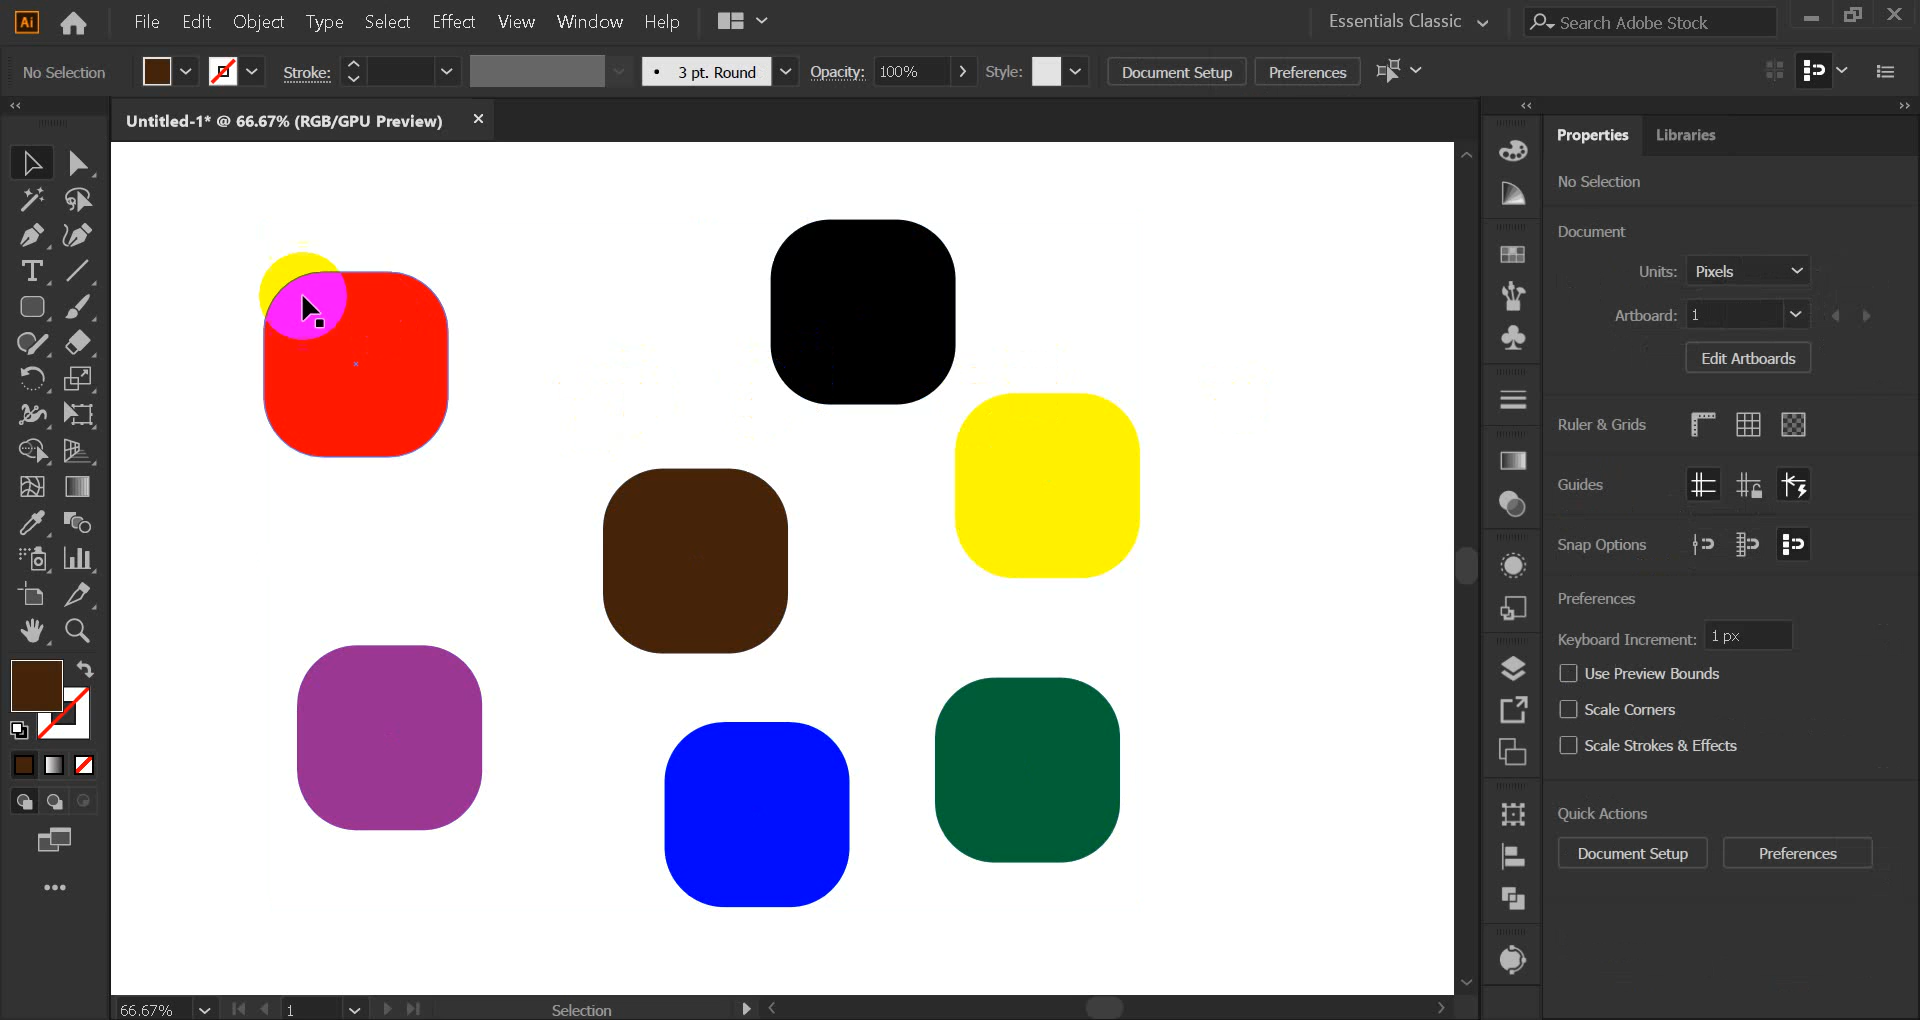 Ai File Edit Object Type Select Effect View Window Help Essentials Classic Search Adobe Stock
No Selection Stroke: 3 pt. Round Opacity: 100% Style: Document Setup Preferences
Untitled-1* @ 66.67% (RGB/GPU Preview)
Properties Libraries
No Selection
Document
Units: Pixels
Artboard: 1
Edit Artboards
Ruler & Grids
Guides
Snap Options
Preferences
Keyboard Increment: 1 px
Use Preview Bounds
Scale Corners
Scale Strokes & Effects
Quick Actions
Document Setup Preferences
66.67% 1 Selection